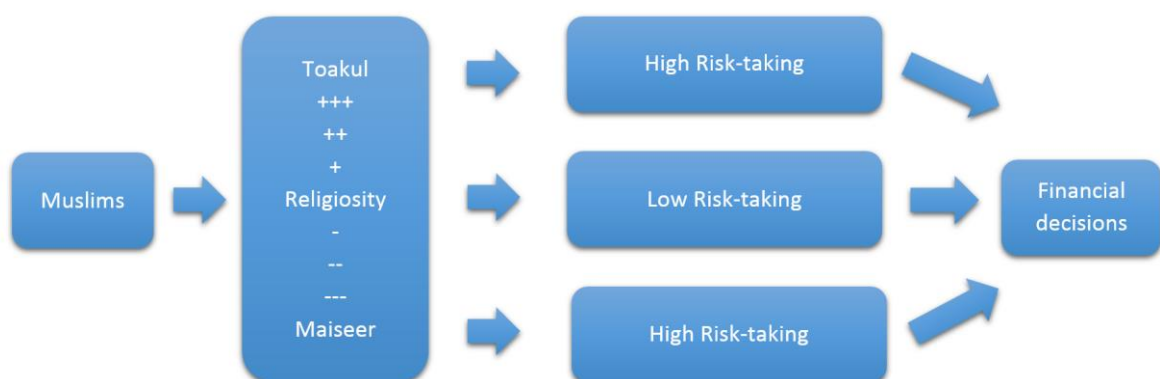 Muslims
Toakul
+++
++
+
Religiosity
-
--
---
Maiseer
High Risk-taking
Low Risk-taking
High Risk-taking
Financial
decisions